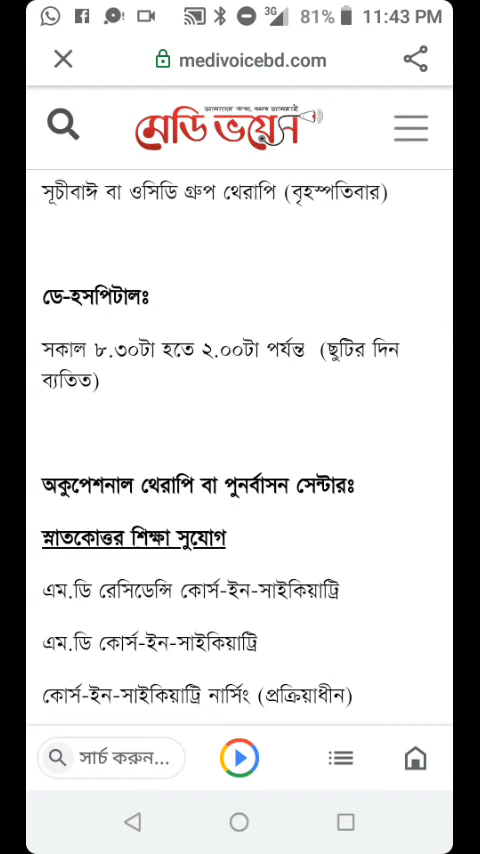 3G 81% 11:43 PM
medivoicebd.com
মেডি ভয়েস
সূচীবাঈ বা ওসিডি গ্রুপ থেরাপি (বৃহস্পতিবার)
ডে-হসপিটালঃ
সকাল ৮.৩০টা হতে ২.০০টা পর্যন্ত (ছুটির দিন
ব্যতিত)
অকুপেশনাল থেরাপি বা পুনর্বাসন সেন্টারঃ
স্নাতকোত্তর শিক্ষা সুযোগ
এম.ডি রেসিডেন্সি কোর্স-ইন-সাইকিয়াট্রি
এম.ডি কোর্স-ইন-সাইকিয়াট্রি
কোর্স-ইন-সাইকিয়াট্রি নার্সিং (প্রক্রিয়াধীন)
সার্চ করুন...